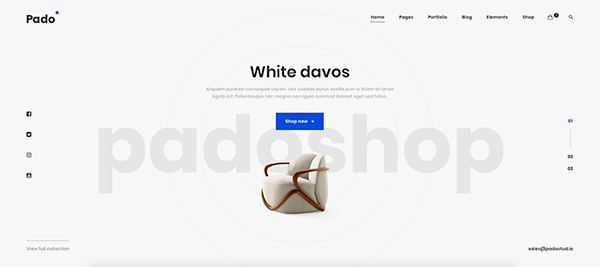 Pado
Home Pages Portfolio Blog Elements Shop
White davos
Aliquam pulvinar consequat sapien, sed sodales purus vestibulum a. Etiam sit amet
ligula est. Pellentesque nec magna non ligula euismod laoreet eget sed tellus.
Shop now
padoshop
01
02
03
View full collection
sales@padostud.io